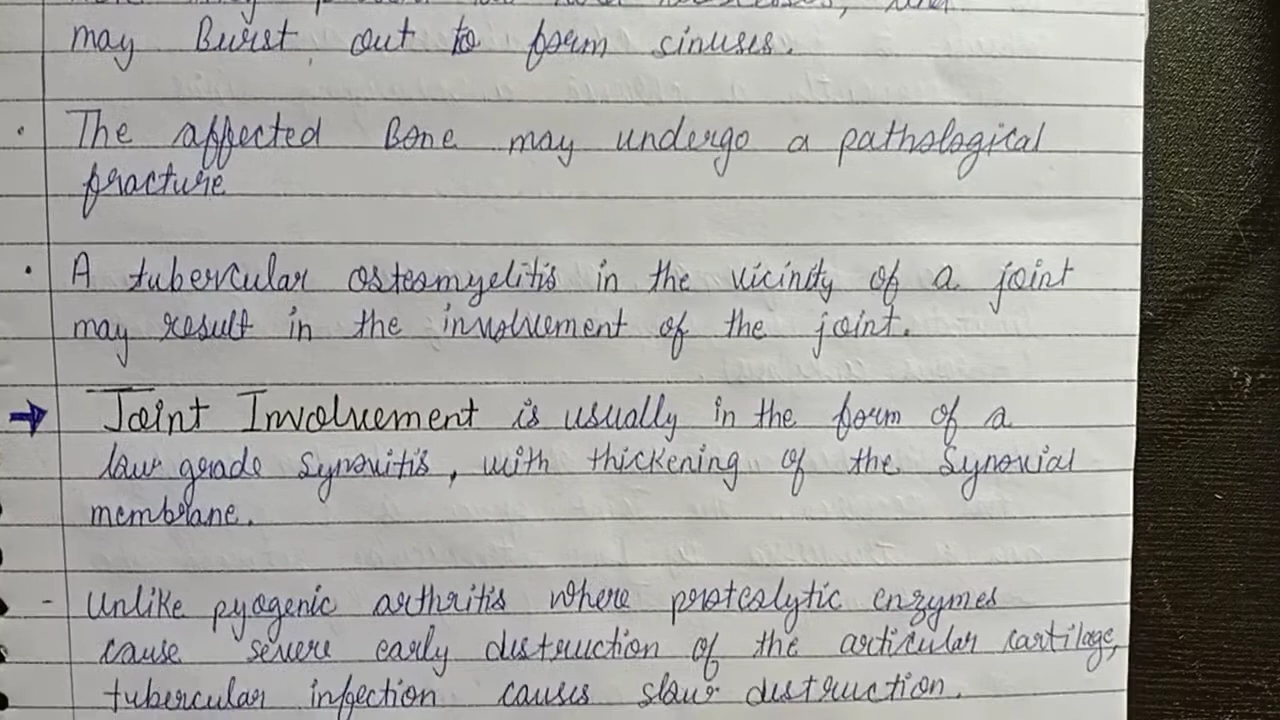 may Burst out to form sinuses.
• The affected Bone may undergo a pathological
fracture
• A tubercular osteomyelitis in the vicinity of a joint
may result in the involvement of the joint.
→ Joint Involvement is usually in the form of a
low grade synovitis, with thickening of the synovial
membrane.
- Unlike pyogenic arthritis where proteolytic enzymes
cause severe early destruction of the articular cartilage,
tubercular infection causes slow destruction.